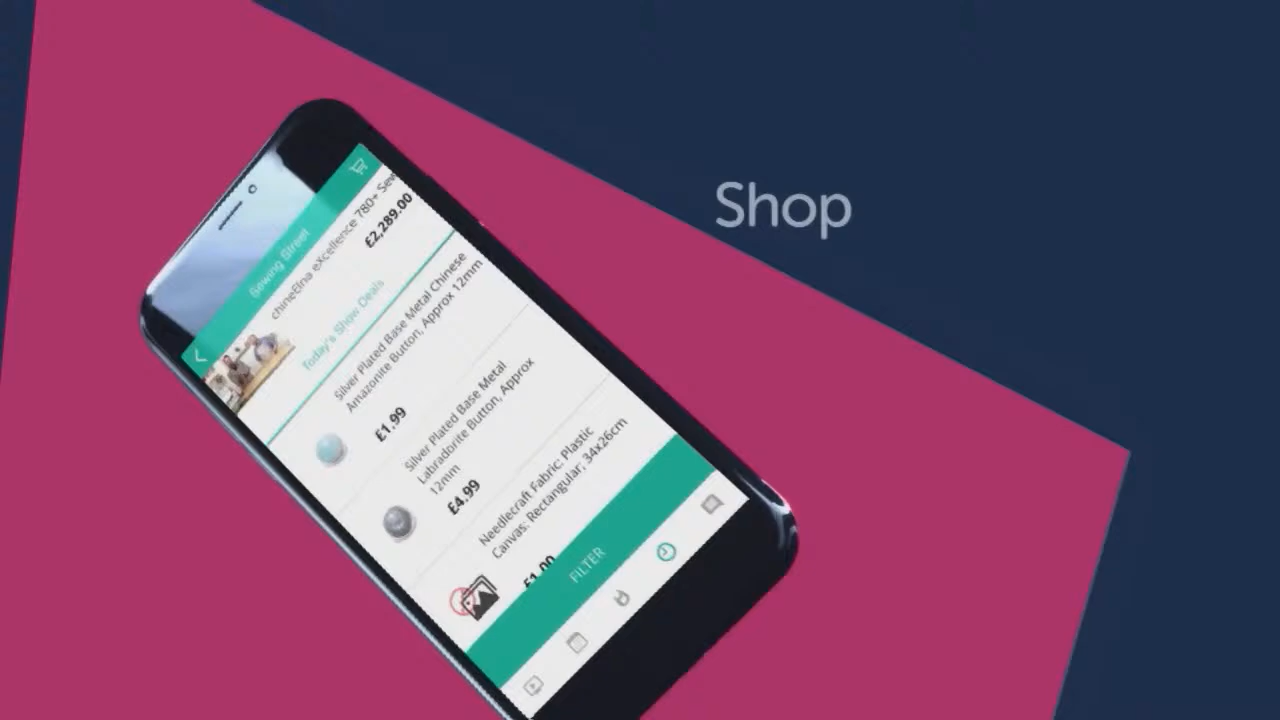 Shop
Sewing Street
chineElna eXcellence 780+ Sew
£2,289.00
Today's Show Deals
Silver Plated Base Metal Chinese
Amazonite Button, Approx 12mm
£1.99
Silver Plated Base Metal
Labradorite Button, Approx
12mm
£4.99
Needlecraft Fabric: Plastic
Canvas: Rectangular, 34x26cm
£1.00
FILTER